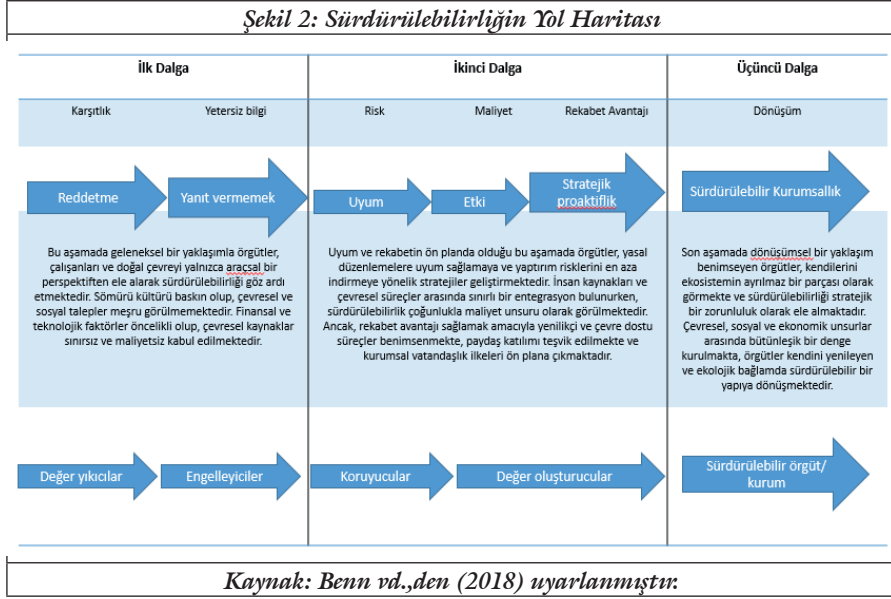 Şekil 2: Sürdürülebilirliğin Yol Haritası
İlk Dalga
İkinci Dalga
Üçüncü Dalga
Karşıtlık
Yetersiz bilgi
Risk
Maliyet
Rekabet Avantajı
Dönüşüm
Reddetme
Yanıt vermemek
Uyum
Etki
Stratejik
proaktiflik
Sürdürülebilir Kurumsallık
Bu aşamada geleneksel bir yaklaşımla örgütler,
çalışanları ve doğal çevreyi yalnızca araçsal bir
perspektiften ele alarak sürdürülebilirliği göz ardı
etmektedir. Sömürü kültürü baskın olup, çevresel ve
sosyal talepler meşru görülmemektedir. Finansal ve
teknolojik faktörler öncelikli olup, çevresel kaynaklar
sınırsız ve maliyetsiz kabul edilmektedir.
Uyum ve rekabetin ön planda olduğu bu aşamada örgütler, yasal
düzenlemelere uyum sağlamaya ve yaptırım risklerini en aza
indirmeye yönelik stratejiler geliştirmektedir. İnsan kaynakları ve
çevresel süreçler arasında sınırlı bir entegrasyon bulunurken,
sürdürülebilirlik çoğunlukla maliyet unsuru olarak görülmektedir.
Ancak, rekabet avantajı sağlamak amacıyla yenilikçi ve çevre dostu
süreçler benimsenmekte, paydaş katılımı teşvik edilmekte ve
kurumsal vatandaşlık ilkeleri ön plana çıkmaktadır.
Son aşamada dönüşümsel bir yaklaşım
benimseyen örgütler, kendilerini
ekosistemin ayrılmaz bir parçası olarak
görmekte ve sürdürülebilirliği stratejik
bir zorunluluk olarak ele almaktadır.
Çevresel, sosyal ve ekonomik unsurlar
arasında bütünleşik bir denge
kurulmakta, örgütler kendini yenileyen
ve ekolojik bağlamda sürdürülebilir bir
yapıya dönüşmektedir.
Değer yıkıcılar
Engelleyiciler
Koruyucular
Değer oluşturucular
Sürdürülebilir örgüt/
kurum
Kaynak: Benn vd.,den (2018) uyarlanmıştır.